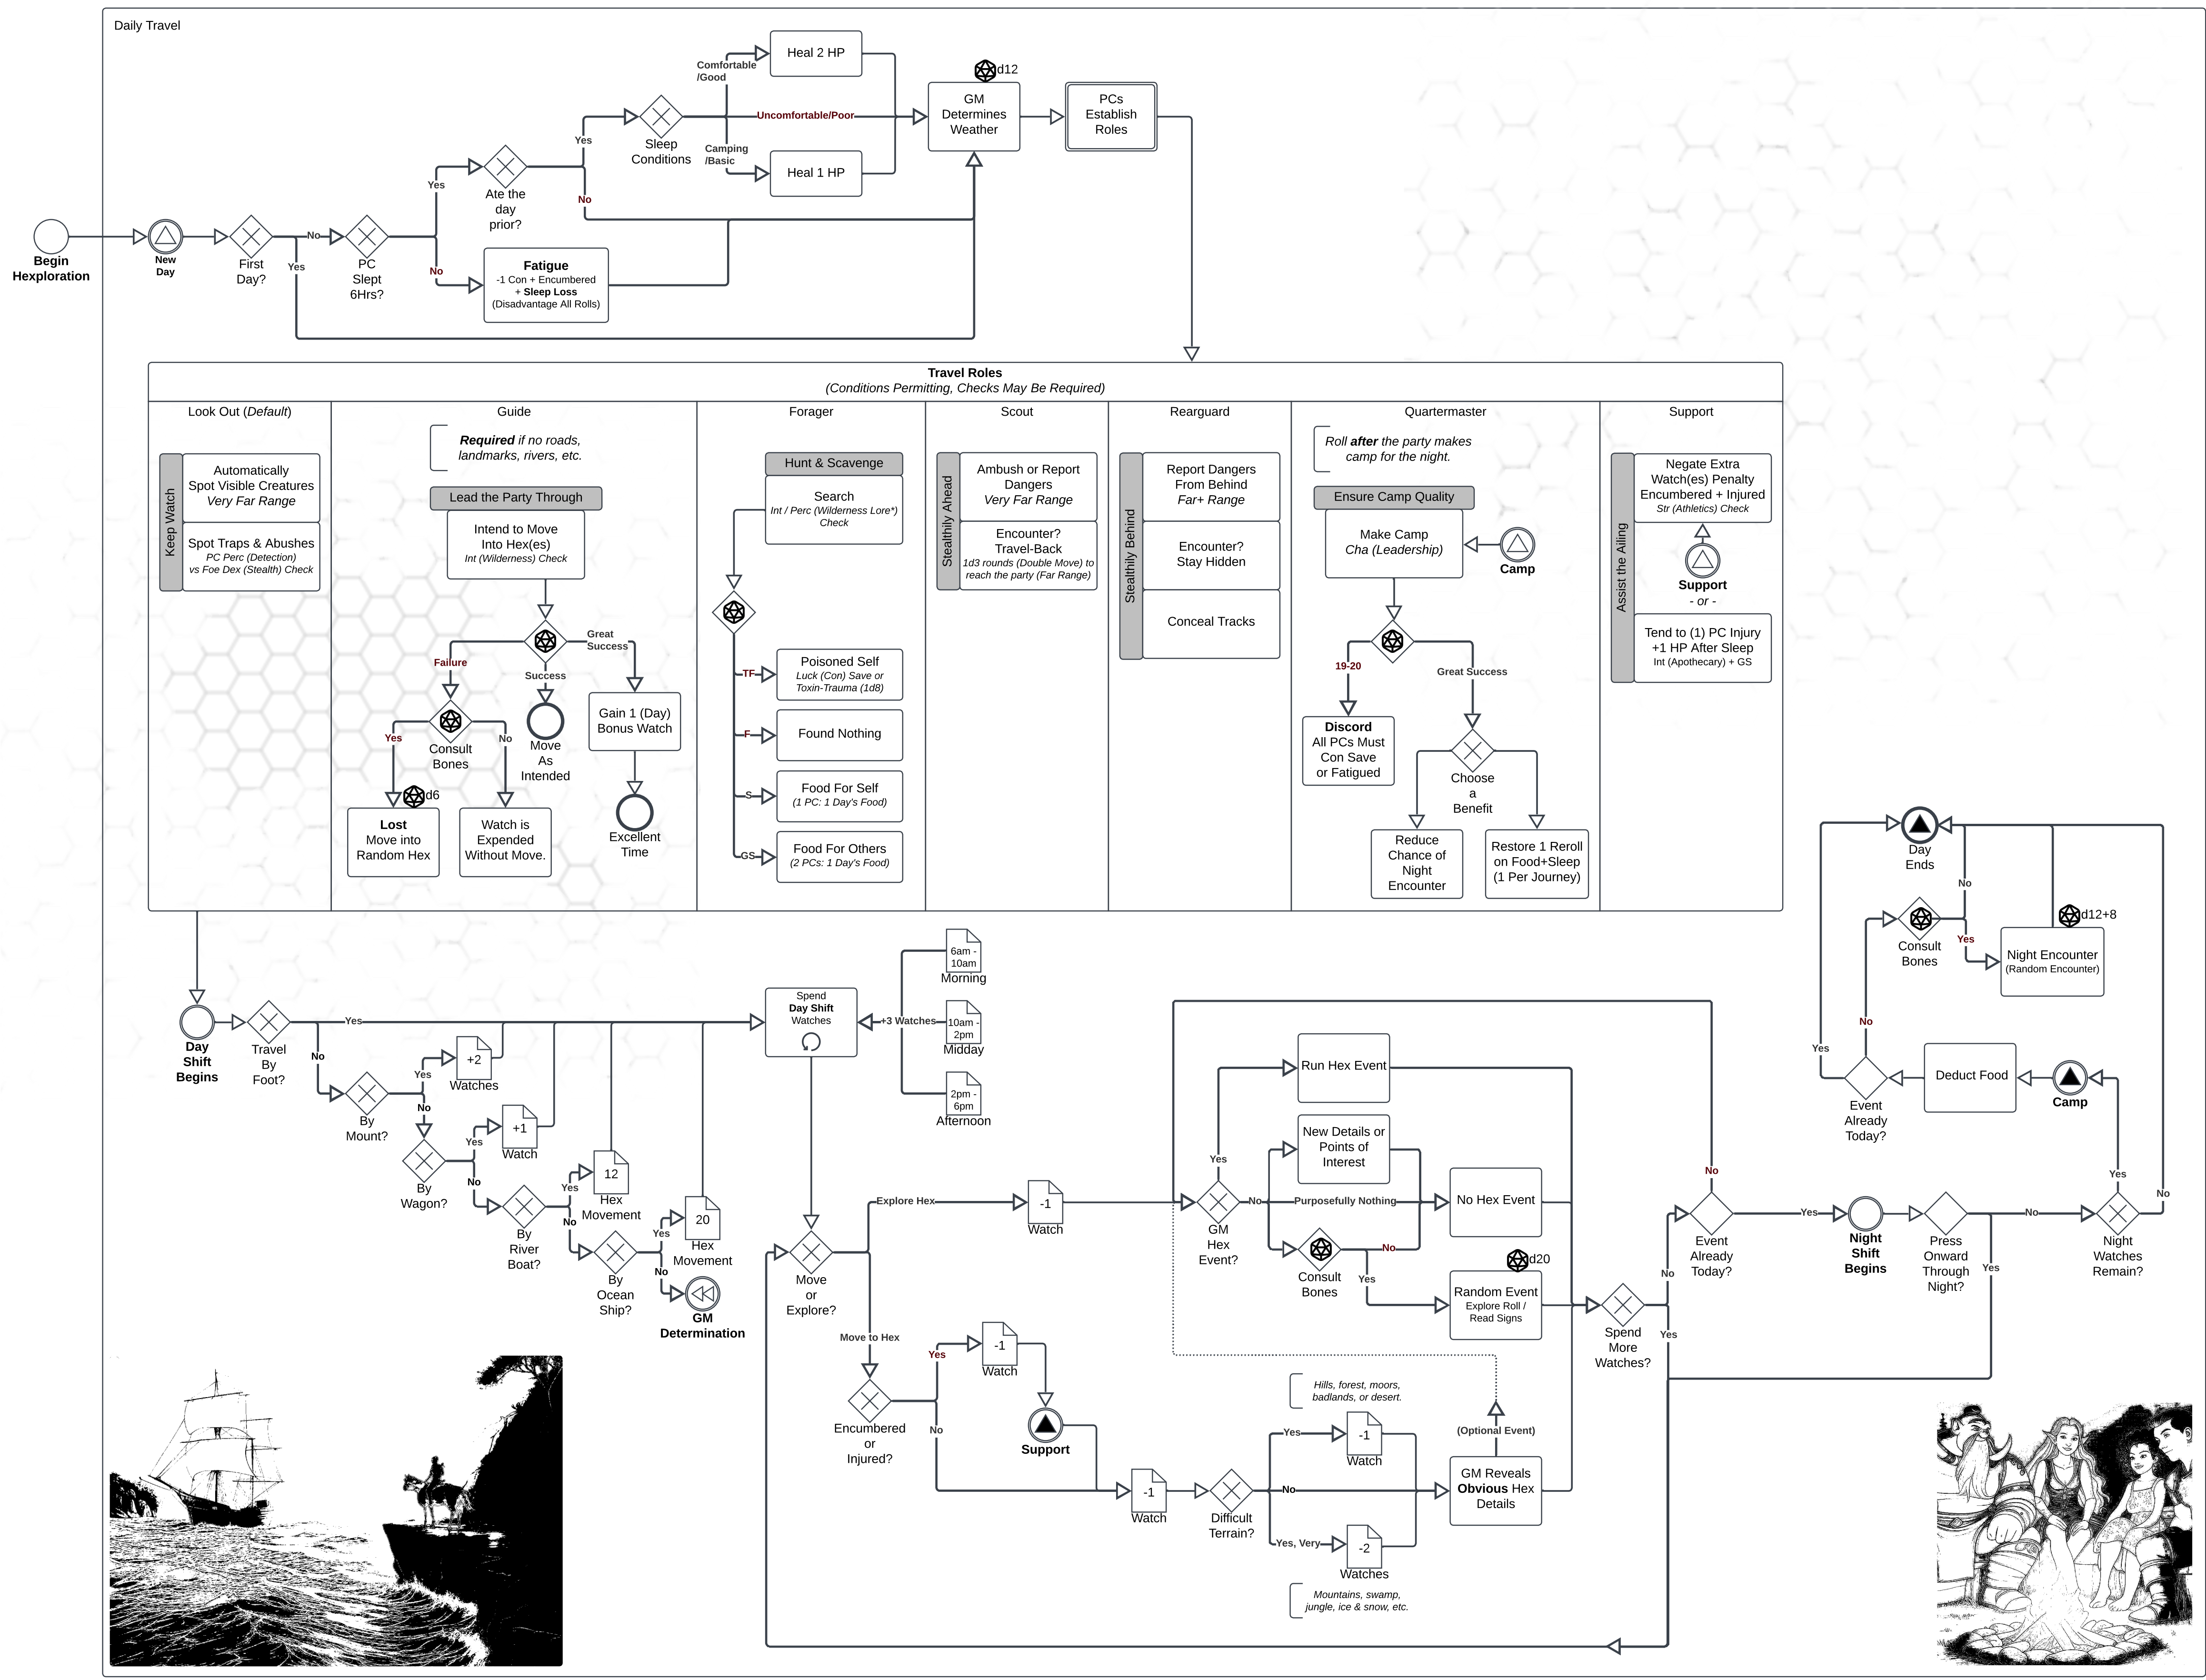 Daily Travel
Begin
Hexploration
New
Day
First
Day?
No
Yes
PC
Slept
6Hrs?
Yes
No
Ate the
day
prior?
Yes
No
Fatigue
-1 Con + Encumbered
+ Sleep Loss
(Disadvantage All Rolls)
Sleep
Conditions
Comfortable
/Good
Uncomfortable/Poor
Camping
/Basic
Heal 2 HP
Heal 1 HP
d12
GM
Determines
Weather
PCs
Establish
Roles
Travel Roles
(Conditions Permitting, Checks May Be Required)
Look Out (Default)
Keep Watch
Automatically
Spot Visible Creatures
Very Far Range
Spot Traps & Abushes
PC Perc (Detection)
vs Foe Dex (Stealth) Check
Guide
Required if no roads,
landmarks, rivers, etc.
Lead the Party Through
Intend to Move
Into Hex(es)
Int (Wilderness) Check
Failure
Success
Great
Success
Consult
Bones
Yes
No
d6
Lost
Move into
Random Hex
Watch is
Expended
Without Move.
Move
As
Intended
Gain 1 (Day)
Bonus Watch
Excellent
Time
Forager
Hunt & Scavenge
Search
Int / Perc (Wilderness Lore*)
Check
TF
Poisoned Self
Luck (Con) Save or
Toxin-Trauma (1d8)
F
Found Nothing
S
Food For Self
(1 PC: 1 Day's Food)
GS
Food For Others
(2 PCs: 1 Day's Food)
Scout
Stealthily Ahead
Ambush or Report
Dangers
Very Far Range
Encounter?
Travel-Back
1d3 rounds (Double Move) to
reach the party (Far Range)
Rearguard
Stealthily Behind
Report Dangers
From Behind
Far+ Range
Encounter?
Stay Hidden
Conceal Tracks
Quartermaster
Roll after the party makes
camp for the night.
Ensure Camp Quality
Make Camp
Cha (Leadership)
Camp
19-20
Great Success
Discord
All PCs Must
Con Save
or Fatigued
Choose
a
Benefit
Reduce
Chance of
Night
Encounter
Restore 1 Reroll
on Food+Sleep
(1 Per Journey)
Support
Assist the Ailing
Negate Extra
Watch(es) Penalty
Encumbered + Injured
Str (Athletics) Check
Support
- or -
Tend to (1) PC Injury
+1 HP After Sleep
Int (Apothecary) + GS
Day
Shift
Begins
Travel
By
Foot?
Yes
No
By
Mount?
Yes
No
+2
Watches
By
Wagon?
Yes
No
+1
Watch
By
River
Boat?
Yes
No
12
Hex
Movement
By
Ocean
Ship?
Yes
No
20
Hex
Movement
GM
Determination
Spend
Day Shift
Watches
+3 Watches
6am -
10am
Morning
10am -
2pm
Midday
2pm -
6pm
Afternoon
Move
or
Explore?
Explore Hex
-1
Watch
Move to Hex
Encumbered
or
Injured?
Yes
No
-1
Watch
Support
-1
Watch
Difficult
Terrain?
Hills, forest, moors,
badlands, or desert.
Yes
-1
Watch
No
Yes, Very
-2
Watches
Mountains, swamp,
jungle, ice & snow, etc.
GM Reveals
Obvious Hex
Details
(Optional Event)
GM
Hex
Event?
Yes
No
Run Hex Event
New Details or
Points of
Interest
Purposefully Nothing
No Hex Event
Consult
Bones
No
Yes
d20
Random Event
Explore Roll /
Read Signs
Spend
More
Watches?
No
Yes
Event
Already
Today?
No
Yes
Night
Shift
Begins
Press
Onward
Through
Night?
No
Yes
Night
Watches
Remain?
Yes
No
Camp
Deduct Food
Event
Already
Today?
Yes
No
Consult
Bones
No
Yes
d12+8
Night Encounter
(Random Encounter)
Day
Ends